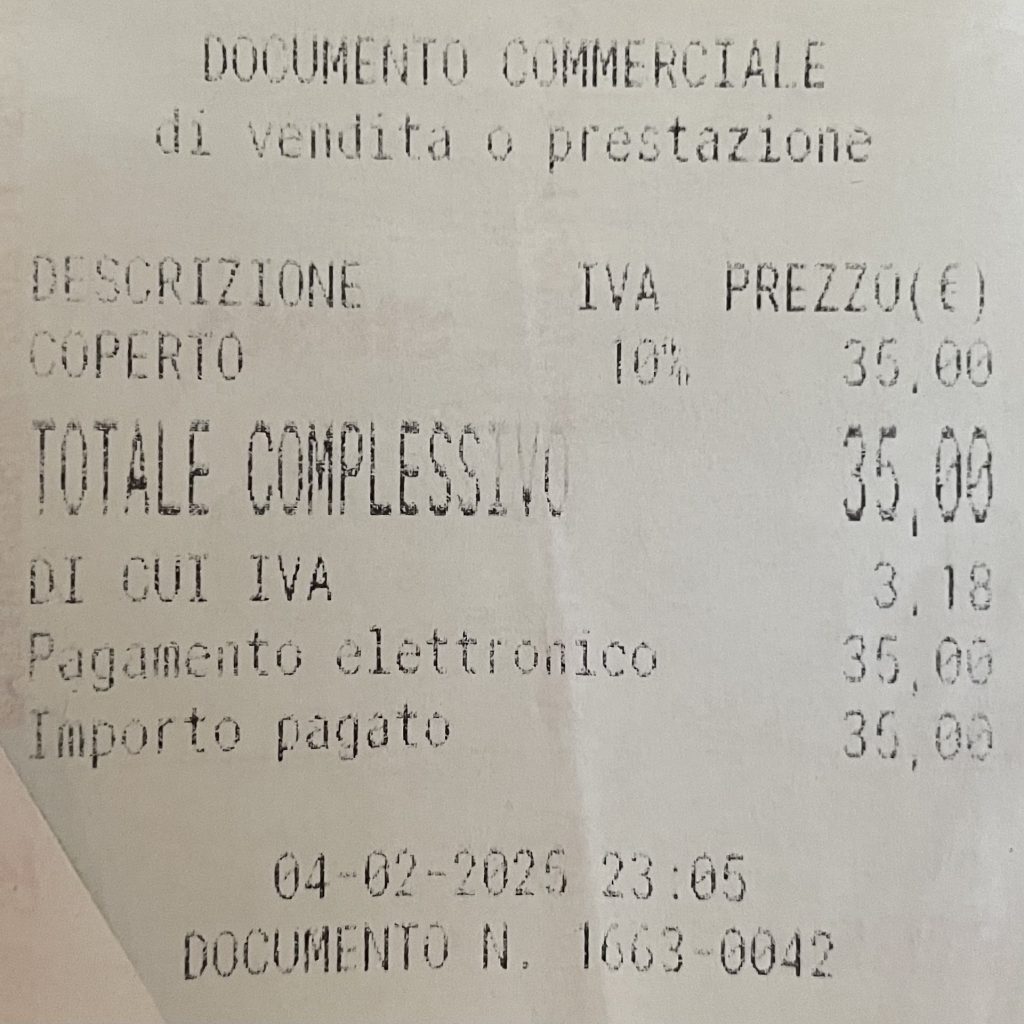 DOCUMENTO COMMERCIALE
di vendita o prestazione
DESCRIZIONE IVA PREZZO(€)
COPERTO 10% 35,00
TOTALE COMPLESSIVO 35,00
DI CUI IVA 3,18
Pagamento elettronico 35,00
Importo pagato 35,00
04-02-2025 23:05
DOCUMENTO N. 1663-0042